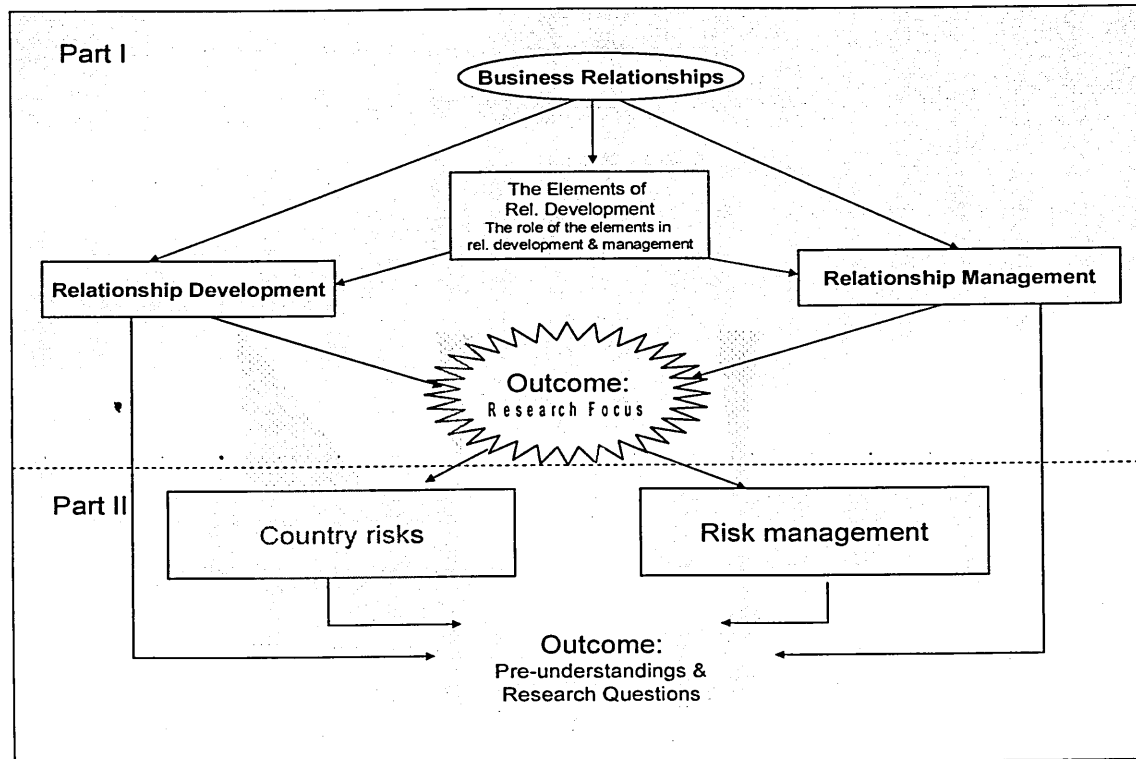 Part I
Business Relationships
The Elements of
Rel. Development
The role of the elements in
rel. development & management
Relationship Development
Relationship Management
Outcome:
Research Focus
Part II
Country risks
Risk management
Outcome:
Pre-understandings &
Research Questions